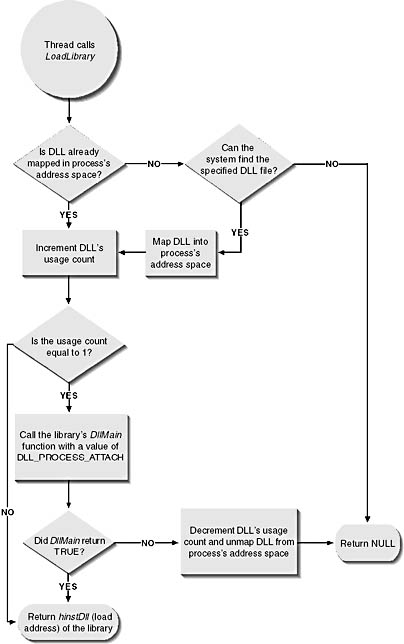 Thread calls
LoadLibrary
Is DLL already
mapped in process's
address space?
NO
Can the
system find the
specified DLL file?
NO
YES
YES
Increment DLL's
usage count
Map DLL into
process's
address space
Is the usage count
equal to 1?
YES
Call the library's DllMain
function with a value of
DLL_PROCESS_ATTACH
NO
Did DllMain return
TRUE?
NO
Decrement DLL's usage
count and unmap DLL from
process's address space
Return NULL
YES
Return hinstDll (load
address) of the library